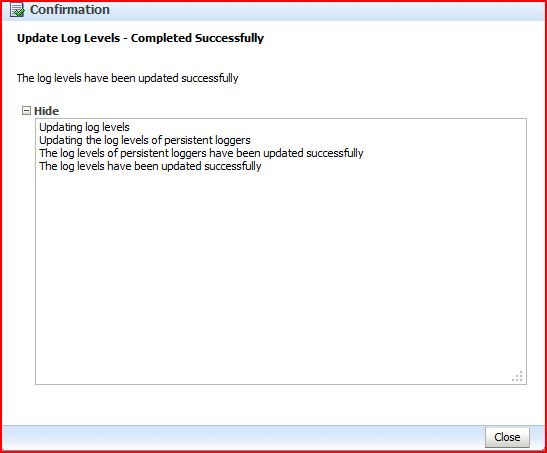 Confirmation
Update Log Levels - Completed Successfully
The log levels have been updated successfully
Hide
Updating log levels
Updating the log levels of persistent loggers
The log levels of persistent loggers have been updated successfully
The log levels have been updated successfully
Close